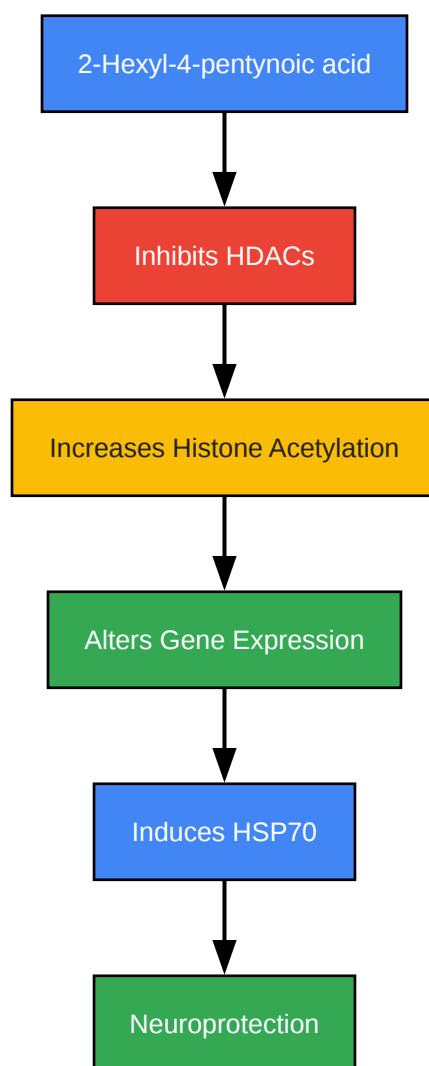 2-Hexyl-4-pentynoic acid
Inhibits HDACs
Increases Histone Acetylation
Alters Gene Expression
Induces HSP70
Neuroprotection